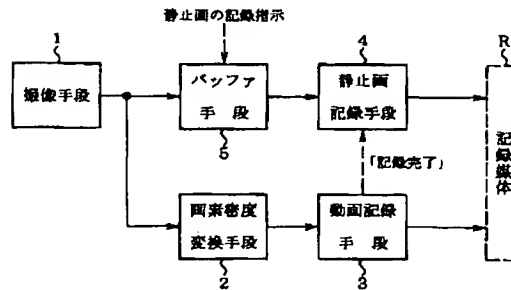 静止画の記録指示
1
撮像手段
バッファ
手段
5
4
静止画
記録手段
R
記録媒体
「記録完了」
画素密度
変換手段
2
動画記録
手段
3